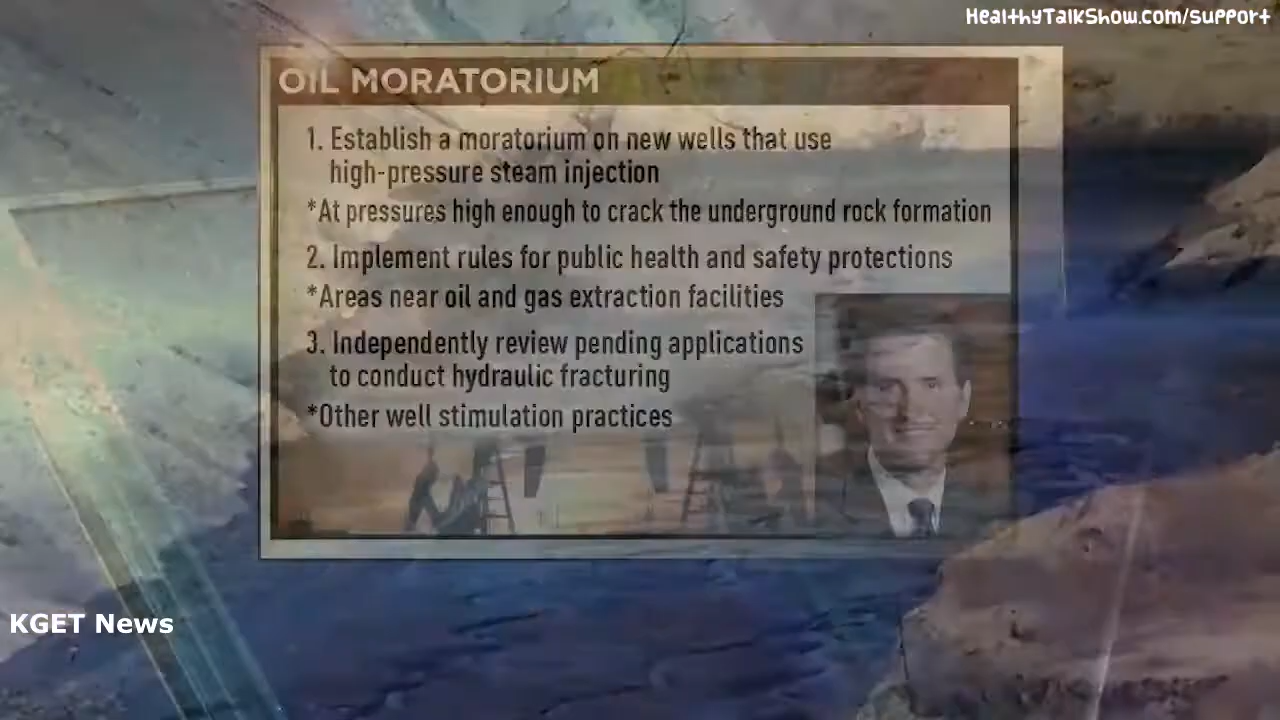 HealthyTalkShow.com/support
OIL MORATORIUM
1. Establish a moratorium on new wells that use
high-pressure steam injection
*At pressures high enough to crack the underground rock formation
2. Implement rules for public health and safety protections
*Areas near oil and gas extraction facilities
3. Independently review pending applications
to conduct hydraulic fracturing
*Other well stimulation practices
KGET News